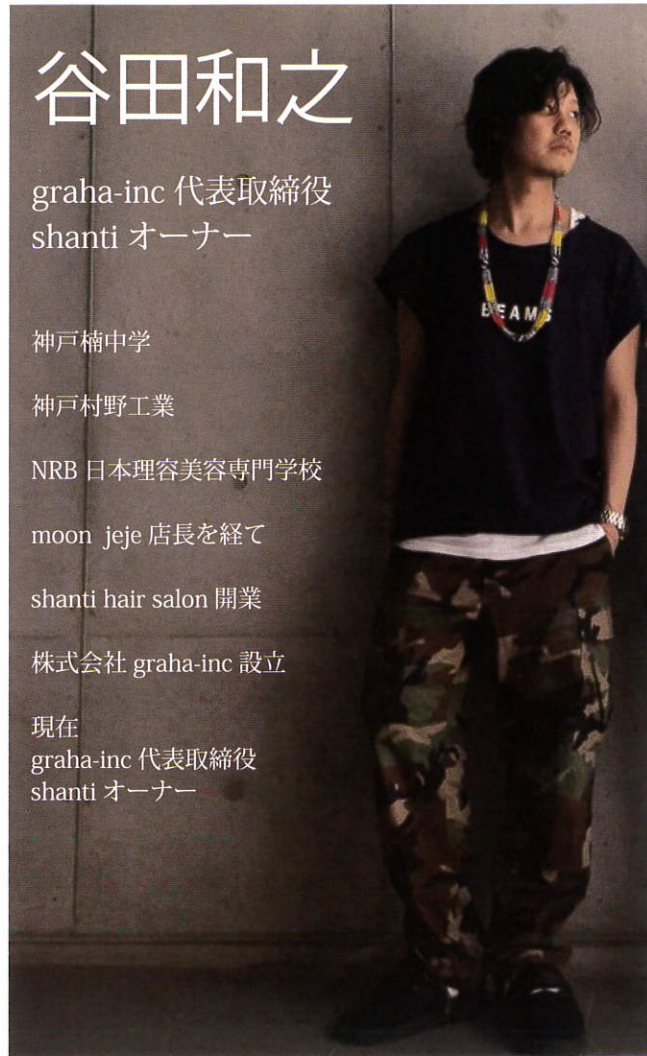 谷田和之
graha-inc 代表取締役
shanti オーナー
神戸楠中学
神戸村野工業
NRB 日本理容美容専門学校
moon jeje 店長を経て
shanti hair salon 開業
株式会社 graha-inc 設立
現在
graha-inc 代表取締役
shanti オーナー
BEAMS